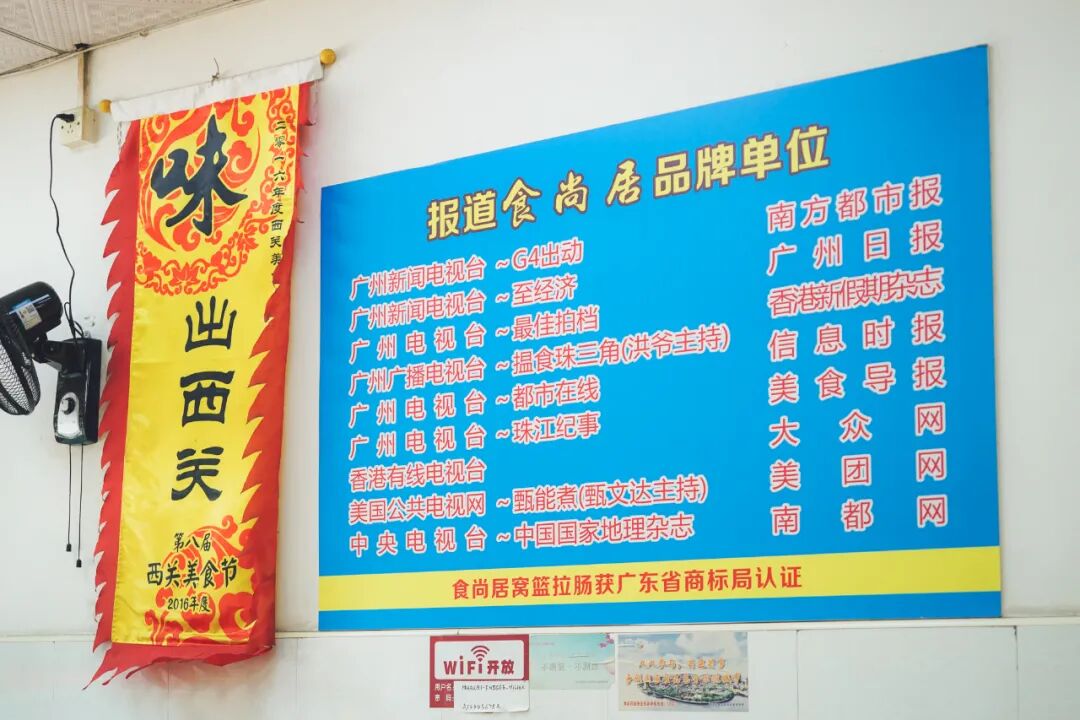 味
出
西
关
二零一六年度西关美
第八届
西关美食节
2016年度
报道食尚居品牌单位
广州新闻电视台 ~G4出动
广州新闻电视台 ~至经济
广州电视台 ~最佳拍档
广州广播电视台 ~揾食珠三角(洪爷主持)
广州电视台 ~都市在线
广州电视台 ~珠江纪事
香港有线电视台
美国公共电视网 ~甄能煮(甄文达主持)
中央电视台 ~中国国家地理杂志
南方都市报
广州日报
香港新假期杂志
信息时报
美食导报
大众网
美团网
南都网
食尚居窝篮拉肠获广东省商标局认证
WiFi开放